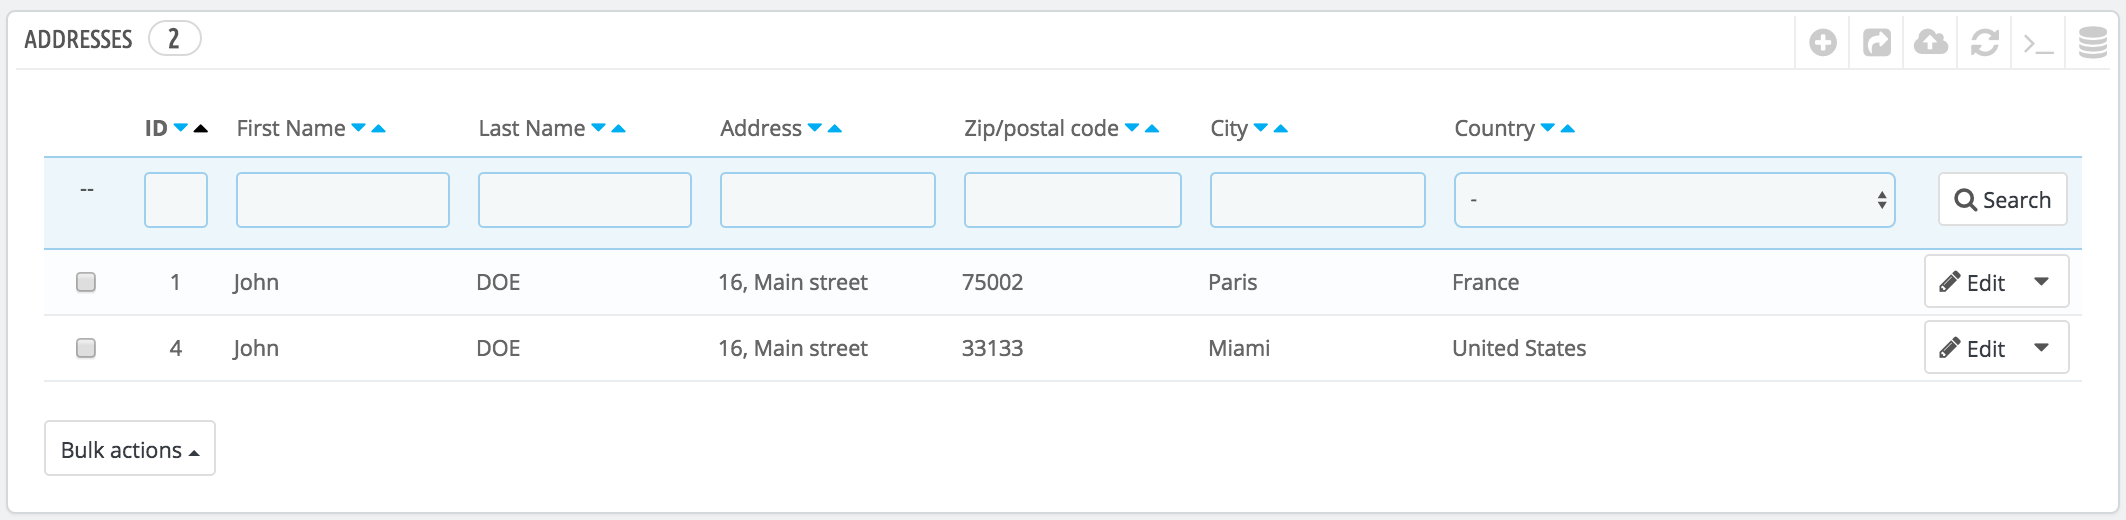 ADDRESSES 2
ID First Name Last Name Address Zip/postal code City Country
-- - Search
1 John DOE 16, Main street 75002 Paris France Edit
4 John DOE 16, Main street 33133 Miami United States Edit
Bulk actions